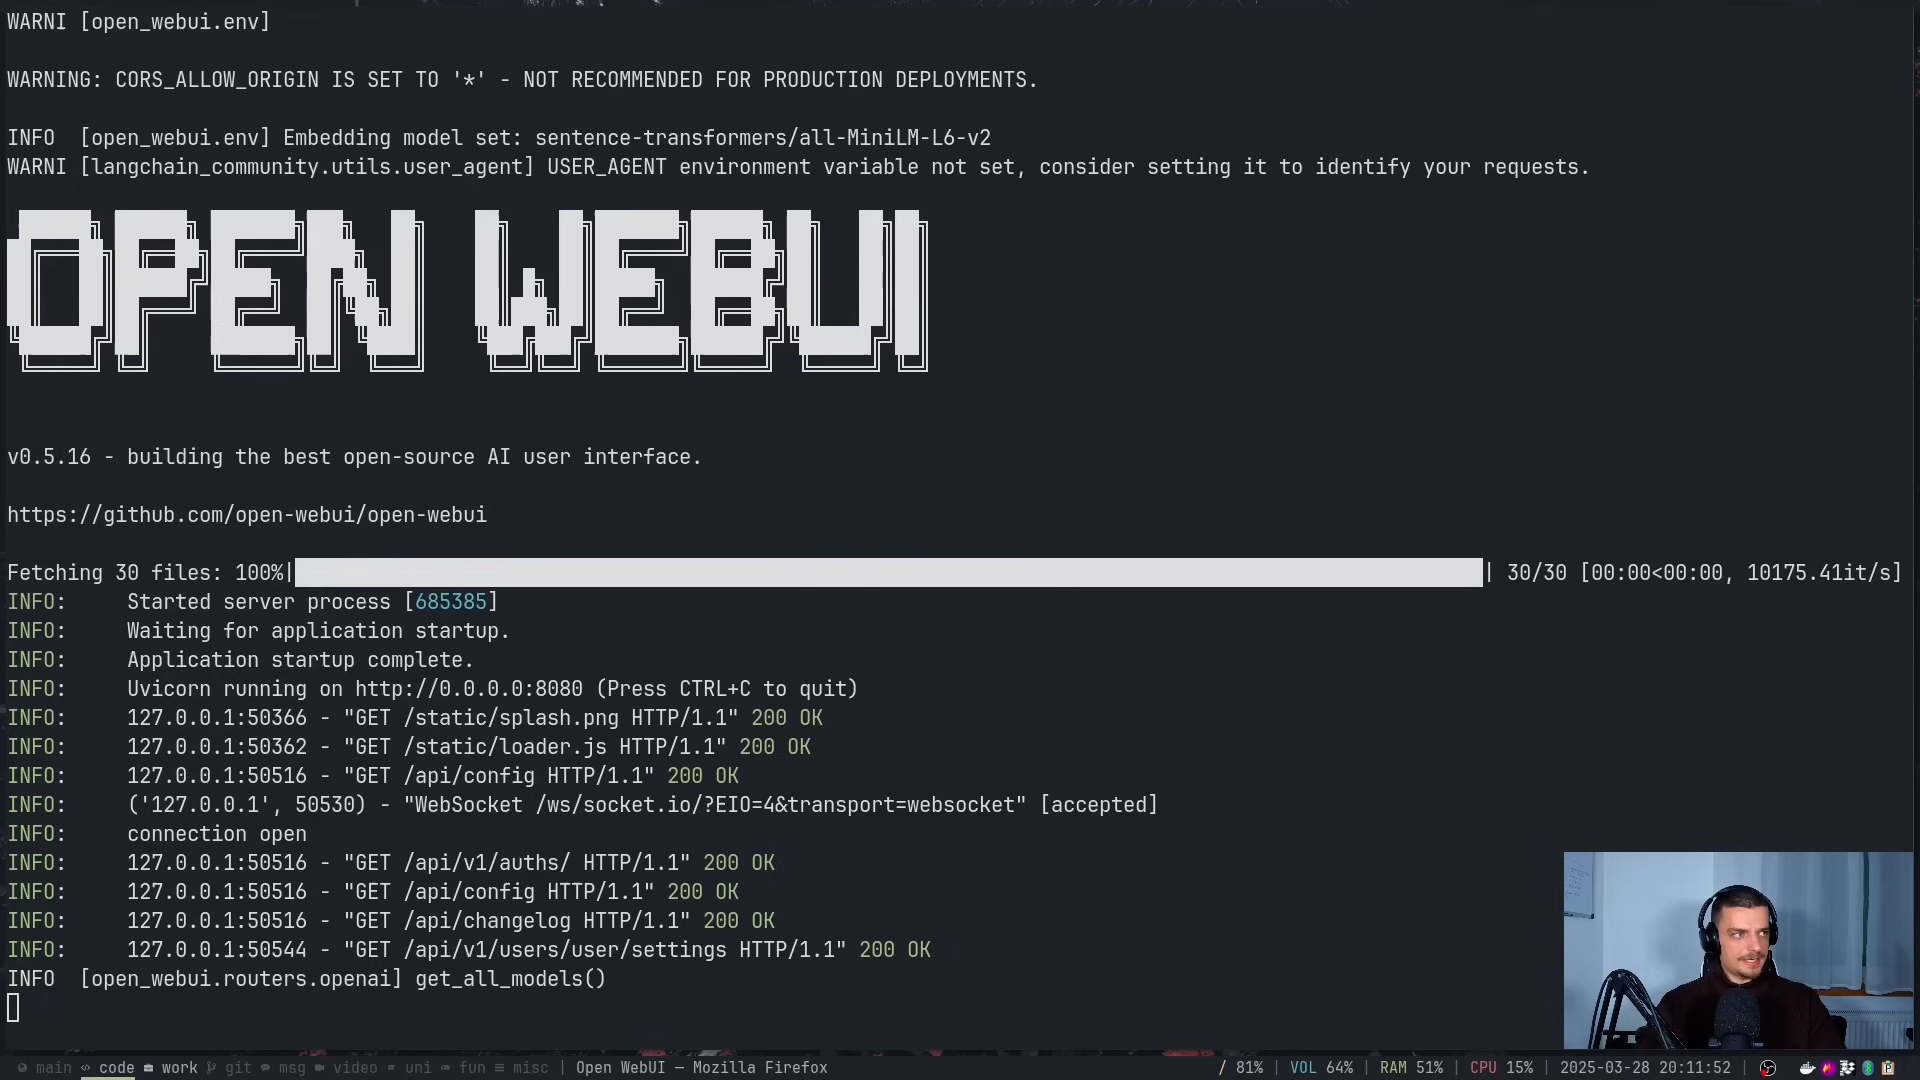 WARNI [open_webui.env]
WARNING: CORS_ALLOW_ORIGIN IS SET TO '*' - NOT RECOMMENDED FOR PRODUCTION DEPLOYMENTS.
INFO  [open_webui.env] Embedding model set: sentence-transformers/all-MiniLM-L6-v2
WARNI [langchain_community.utils.user_agent] USER_AGENT environment variable not set, consider setting it to identify your requests.
OPEN WEBUI
v0.5.16 - building the best open-source AI user interface.
https://github.com/open-webui/open-webui
Fetching 30 files: 100%| | 30/30 [00:00<00:00, 10175.41it/s]
INFO:     Started server process [685385]
INFO:     Waiting for application startup.
INFO:     Application startup complete.
INFO:     Uvicorn running on http://0.0.0.0:8080 (Press CTRL+C to quit)
INFO:     127.0.0.1:50366 - "GET /static/splash.png HTTP/1.1" 200 OK
INFO:     127.0.0.1:50362 - "GET /static/loader.js HTTP/1.1" 200 OK
INFO:     127.0.0.1:50516 - "GET /api/config HTTP/1.1" 200 OK
INFO:     ('127.0.0.1', 50530) - "WebSocket /ws/socket.io/?EIO=4&transport=websocket" [accepted]
INFO:     connection open
INFO:     127.0.0.1:50516 - "GET /api/v1/auths/ HTTP/1.1" 200 OK
INFO:     127.0.0.1:50516 - "GET /api/config HTTP/1.1" 200 OK
INFO:     127.0.0.1:50516 - "GET /api/changelog HTTP/1.1" 200 OK
INFO:     127.0.0.1:50544 - "GET /api/v1/users/user/settings HTTP/1.1" 200 OK
INFO  [open_webui.routers.openai] get_all_models()
main code work git msg video uni fun misc | Open WebUI — Mozilla Firefox / 81% | VOL 64% | RAM 51% | CPU 15% | 2025-03-28 20:11:52 |